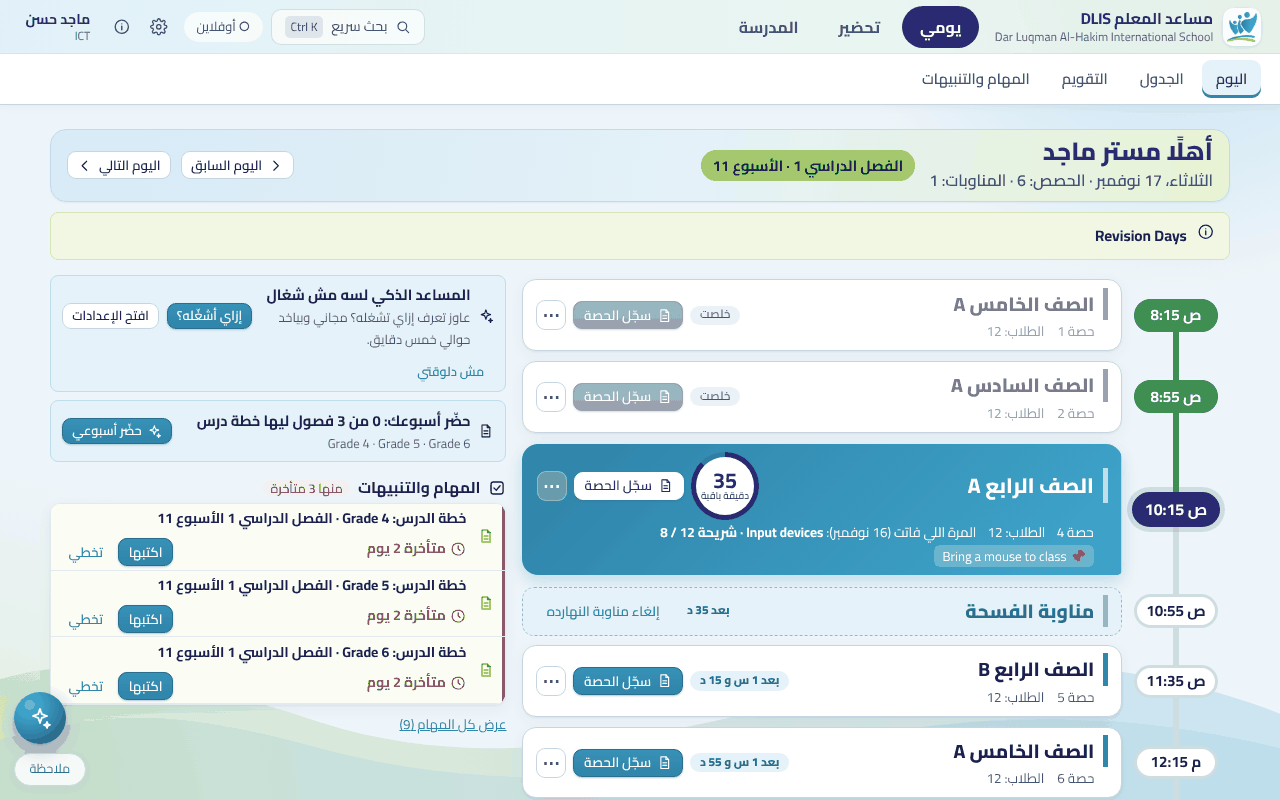 مساعد المعلم DLIS
Dar Luqman Al-Hakim International School
يومي
تحضير
المدرسة
بحث سريع
Ctrl K
أوفلاين
ماجد حسن
ICT
اليوم
الجدول
التقويم
المهام والتنبيهات
أهلًا مستر ماجد
الثلاثاء، 17 نوفمبر · الحصص: 6 · المناوبات: 1
الفصل الدراسي 1 · الأسبوع 11
اليوم السابق
اليوم التالي
Revision Days
8:15 ص
الصف الخامس A
حصة 1 الطلاب: 12
خلصت
سجّل الحصة
8:55 ص
الصف السادس A
حصة 2 الطلاب: 12
خلصت
سجّل الحصة
10:15 ص
الصف الرابع A
35
دقيقة باقية
سجّل الحصة
حصة 4 الطلاب: 12 المرة اللي فاتت (16 نوفمبر): Input devices · شريحة 12 / 8
📌 Bring a mouse to class
10:55 ص
مناوبة الفسحة
بعد 35 د
إلغاء مناوبة النهارده
11:35 ص
الصف الرابع B
حصة 5 الطلاب: 12
بعد 1 س و 15 د
سجّل الحصة
12:15 م
الصف الخامس A
حصة 6 الطلاب: 12
بعد 1 س و 55 د
سجّل الحصة
المساعد الذكي لسه مش شغال
عاوز تعرف إزاي تشغله؟ مجاني وبياخد
حوالي خمس دقايق.
إزاي أشغّله؟
افتح الإعدادات
مش دلوقتي
حضّر أسبوعك: 0 من 3 فصول ليها خطة درس
Grade 4 · Grade 5 · Grade 6
حضّر أسبوعي
المهام والتنبيهات
منها 3 متأخرة
خطة الدرس: Grade 4 · الفصل الدراسي 1 الأسبوع 11
متأخرة 2 يوم
اكتبها
تخطي
خطة الدرس: Grade 5 · الفصل الدراسي 1 الأسبوع 11
متأخرة 2 يوم
اكتبها
تخطي
خطة الدرس: Grade 6 · الفصل الدراسي 1 الأسبوع 11
متأخرة 2 يوم
اكتبها
تخطي
عرض كل المهام (9)
ملاحظة